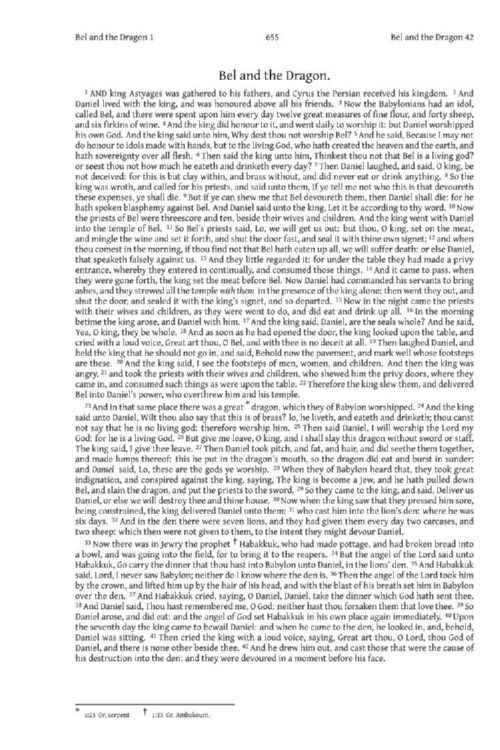 Bel and the Dragon 1 655 Bel and the Dragon 42
Bel and the Dragon.
1 AND king Astyages was gathered to his fathers, and Cyrus the Persian received his kingdom. 2 And
Daniel lived with the king, and was honoured above all his friends. 3 Now the Babylonians had an idol,
called Bel, and there were spent upon him every day twelve great measures of fine flour, and forty sheep,
and six firkins of wine. 4 And the king did honour to it, and went daily to worship it: but Daniel worshipped
his own God. And the king said unto him, Why dost thou not worship Bel? 5 And he said, Because I may not
do honour to idols made with hands, but to the living God, who hath created the heaven and the earth, and
hath sovereignty over all flesh. 6 Then said the king unto him, Thinkest thou not that Bel is a living god?
or seest thou not how much he eateth and drinketh every day? 7 Then Daniel laughed, and said, O king, be
not deceived: for this is but clay within, and brass without, and did never eat or drink anything. 8 So the
king was wroth, and called for his priests, and said unto them, If ye tell me not who this is that devoureth
these expenses, ye shall die. 9 But if ye can shew me that Bel devoureth them, then Daniel shall die: for he
hath spoken blasphemy against Bel. And Daniel said unto the king, Let it be according to thy word. 10 Now
the priests of Bel were threescore and ten, beside their wives and children. And the king went with Daniel
into the temple of Bel. 11 So Bel's priests said, Lo, we will get us out: but thou, O king, set on the meat,
and mingle the wine and set it forth, and shut the door fast, and seal it with thine own signet; 12 and when
thou comest in the morning, if thou find not that Bel hath eaten up all, we will suffer death: or else Daniel,
that speaketh falsely against us. 13 And they little regarded it: for under the table they had made a privy
entrance, whereby they entered in continually, and consumed those things. 14 And it came to pass, when
they were gone forth, the king set the meat before Bel. Now Daniel had commanded his servants to bring
ashes, and they strowed all the temple with them in the presence of the king alone: then went they out, and
shut the door, and sealed it with the king's signet, and so departed. 15 Now in the night came the priests
with their wives and children, as they were wont to do, and did eat and drink up all. 16 In the morning
betime the king arose, and Daniel with him. 17 And the king said, Daniel, are the seals whole? And he said,
Yea, O king, they be whole. 18 And as soon as he had opened the door, the king looked upon the table, and
cried with a loud voice, Great art thou, O Bel, and with thee is no deceit at all. 19 Then laughed Daniel, and
held the king that he should not go in, and said, Behold now the pavement, and mark well whose footsteps
are these. 20 And the king said, I see the footsteps of men, women, and children. And then the king was
angry, 21 and took the priests with their wives and children, who shewed him the privy doors, where they
came in, and consumed such things as were upon the table. 22 Therefore the king slew them, and delivered
Bel into Daniel's power, who overthrew him and his temple.
23 And in that same place there was a great * dragon, which they of Babylon worshipped. 24 And the king
said unto Daniel, Wilt thou also say that this is of brass? lo, he liveth, and eateth and drinketh; thou canst
not say that he is no living god: therefore worship him. 25 Then said Daniel, I will worship the Lord my
God: for he is a living God. 26 But give me leave, O king, and I shall slay this dragon without sword or staff.
The king said, I give thee leave. 27 Then Daniel took pitch, and fat, and hair, and did seethe them together,
and made lumps thereof: this he put in the dragon's mouth, so the dragon did eat and burst in sunder:
and Daniel said, Lo, these are the gods ye worship. 28 When they of Babylon heard that, they took great
indignation, and conspired against the king, saying, The king is become a Jew, and he hath pulled down
Bel, and slain the dragon, and put the priests to the sword. 29 So they came to the king, and said, Deliver us
Daniel, or else we will destroy thee and thine house. 30 Now when the king saw that they pressed him sore,
being constrained, the king delivered Daniel unto them: 31 who cast him into the lion's den: where he was
six days. 32 And in the den there were seven lions, and they had given them every day two carcases, and
two sheep: which then were not given to them, to the intent they might devour Daniel.
33 Now there was in Jewry the prophet † Habakkuk, who had made pottage, and had broken bread into
a bowl, and was going into the field, for to bring it to the reapers. 34 But the angel of the Lord said unto
Habakkuk, Go carry the dinner that thou hast into Babylon unto Daniel, in the lions' den. 35 And Habakkuk
said, Lord, I never saw Babylon; neither do I know where the den is. 36 Then the angel of the Lord took him
by the crown, and lifted him up by the hair of his head, and with the blast of his breath set him in Babylon
over the den. 37 And Habakkuk cried, saying, O Daniel, Daniel, take the dinner which God hath sent thee.
38 And Daniel said, Thou hast remembered me, O God: neither hast thou forsaken them that love thee. 39 So
Daniel arose, and did eat: and the angel of God set Habakkuk in his own place again immediately. 40 Upon
the seventh day the king came to bewail Daniel: and when he came to the den, he looked in, and, behold,
Daniel was sitting. 41 Then cried the king with a loud voice, saying, Great art thou, O Lord, thou God of
Daniel, and there is none other beside thee. 42 And he drew him out, and cast those that were the cause of
his destruction into the den: and they were devoured in a moment before his face.
* 1:23 Gr. serpent † 1:33 Gr. Ambakoum.